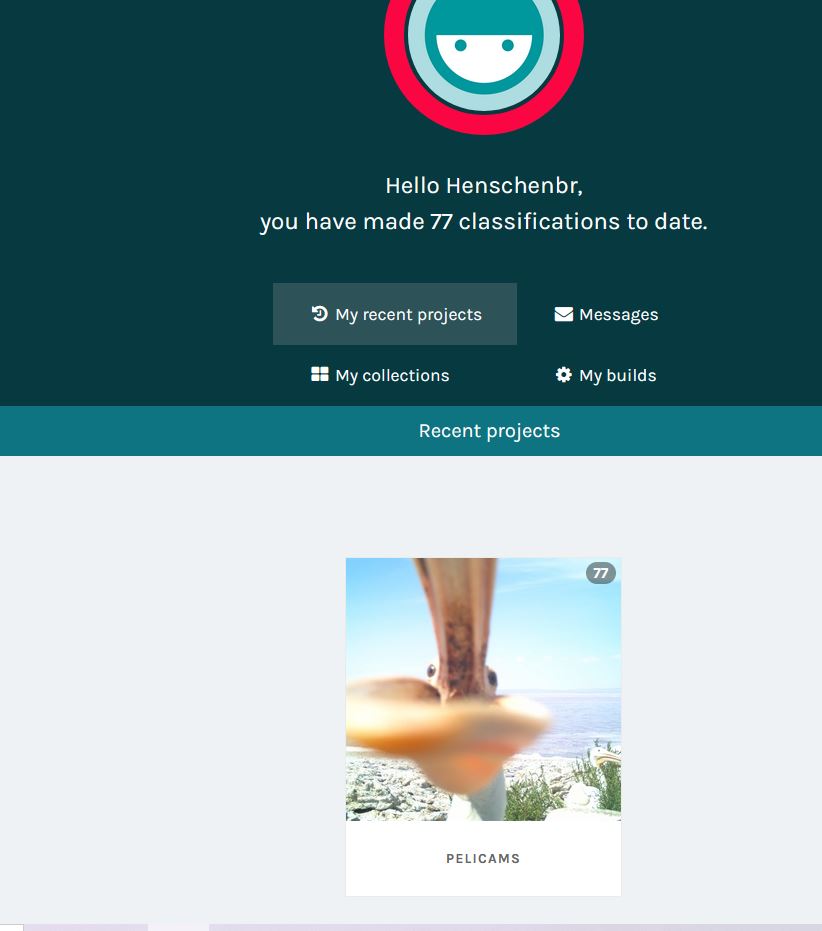 Hello Henschenbr,
you have made 77 classifications to date.
My recent projects
Messages
My collections
My builds
Recent projects
77
PELICAMS